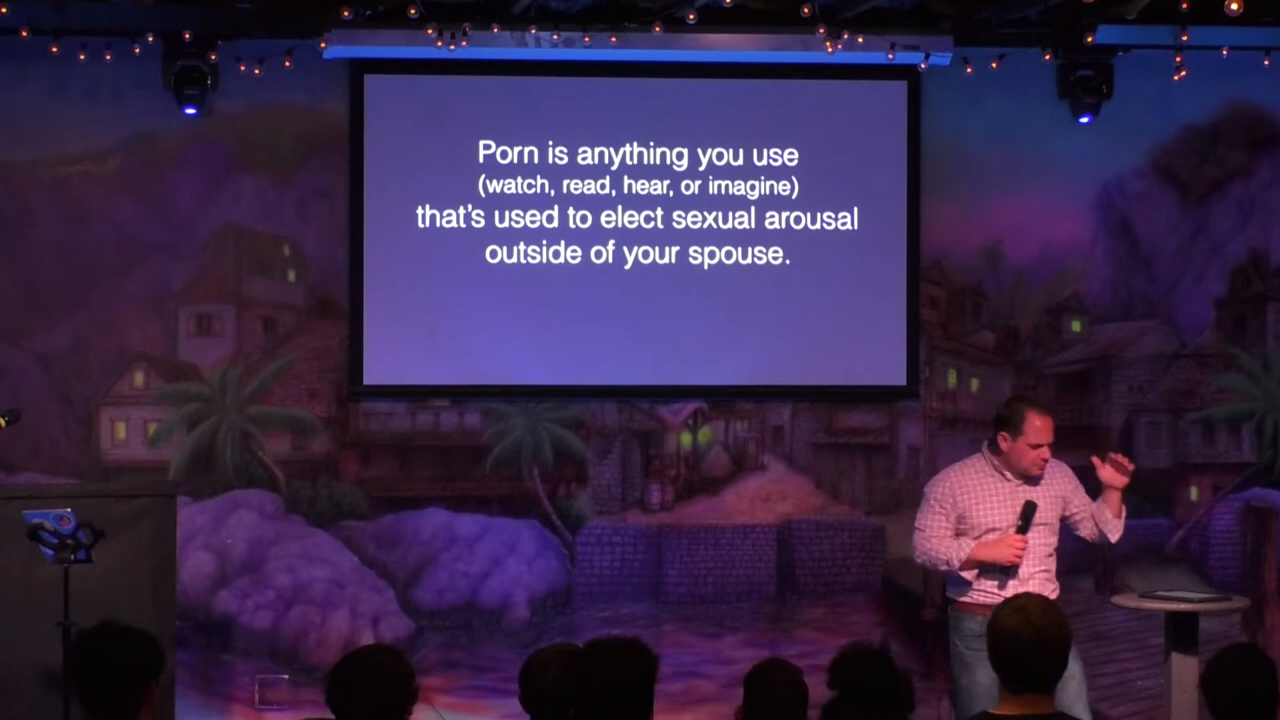 Porn is anything you use
(watch, read, hear, or imagine)
that's used to elect sexual arousal
outside of your spouse.